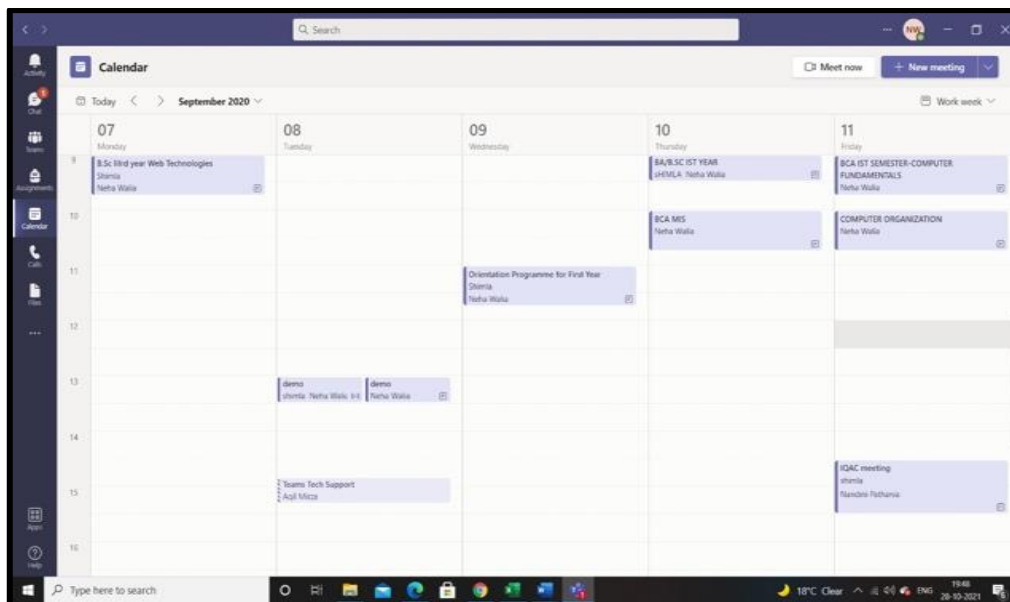 Search
NW
Activity
Chat
Teams
Assignments
Calendar
Calls
Files
Apps
Help
Calendar
Meet now
+ New meeting
Today
September 2020
Work week
07
Monday
08
Tuesday
09
Wednesday
10
Thursday
11
Friday
9
10
11
12
13
14
15
16
B.Sc IIIrd year Web Technologies
Shimla
Neha Walia
demo
shimla Neha Walia
demo
Neha Walia
Teams Tech Support
Aqil
Orientation Programme for First Year
Shimla
Neha Walia
BA/B.SC IST YEAR
sHIMLA Neha Walia
BCA MIS
Neha Walia
BCA IST SEMESTER-COMPUTER
FUNDAMENTALS
Neha Walia
COMPUTER ORGANIZATION
Neha Walia
IQAC meeting
shimla
Nandini Pathania
Type here to search
18°C Clear
ENG
19:48
28-10-2021